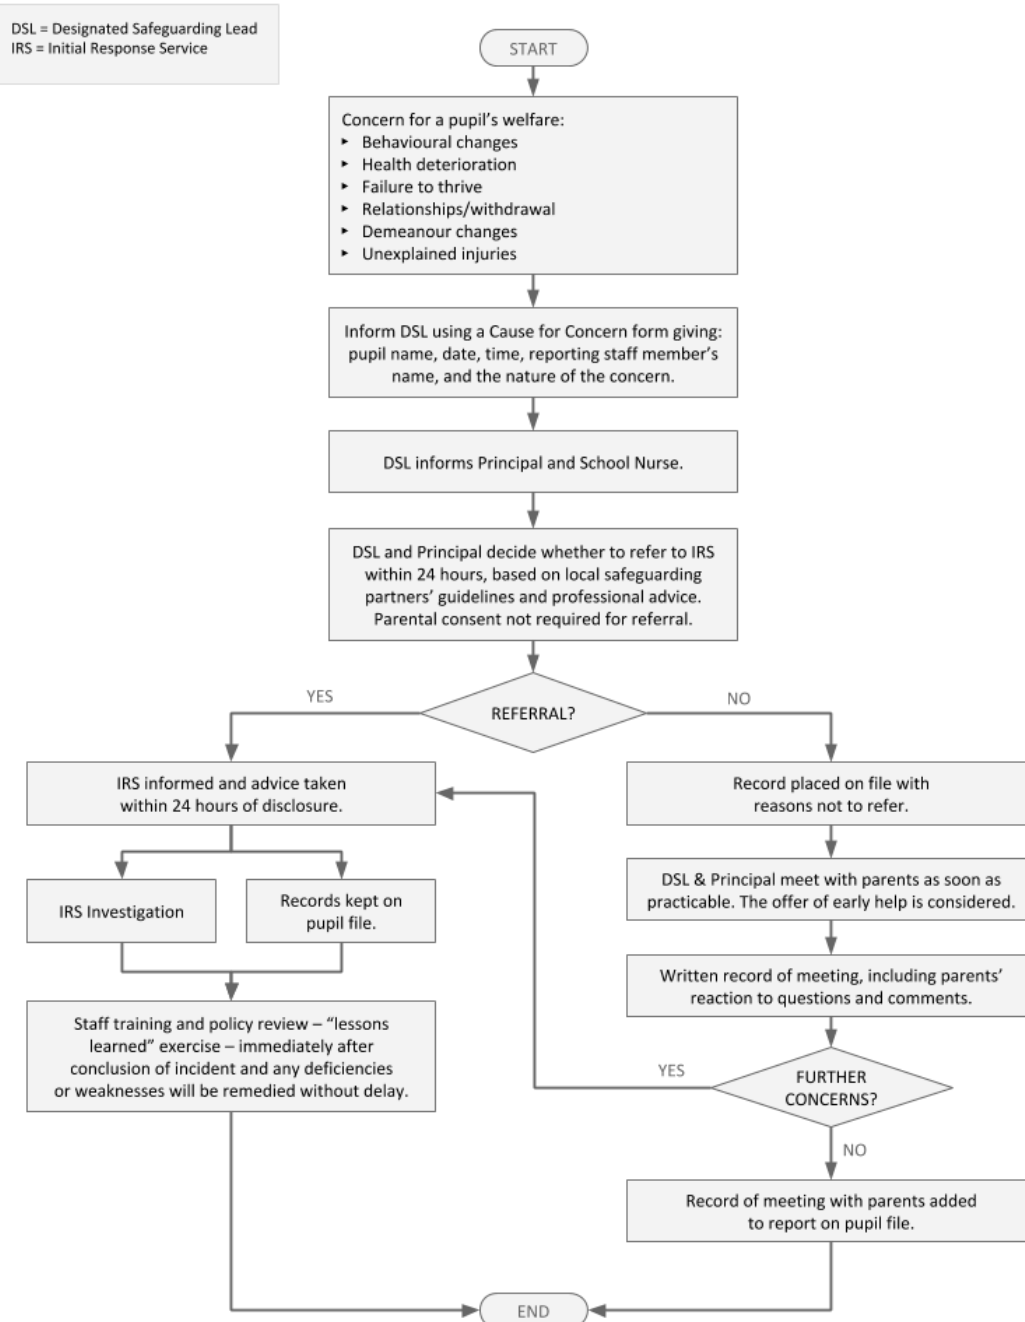 DSL = Designated Safeguarding Lead
IRS = Initial Response Service
START
Concern for a pupil’s welfare:
‣ Behavioural changes
‣ Health deterioration
‣ Failure to thrive
‣ Relationships/withdrawal
‣ Demeanour changes
‣ Unexplained injuries
Inform DSL using a Cause for Concern form giving:
pupil name, date, time, reporting staff member’s
name, and the nature of the concern.
DSL informs Principal and School Nurse.
DSL and Principal decide whether to refer to IRS
within 24 hours, based on local safeguarding
partners’ guidelines and professional advice.
Parental consent not required for referral.
REFERRAL?
YES
NO
IRS informed and advice taken
within 24 hours of disclosure.
IRS Investigation
Records kept on
pupil file.
Staff training and policy review – “lessons
learned” exercise – immediately after
conclusion of incident and any deficiencies
or weaknesses will be remedied without delay.
Record placed on file with
reasons not to refer.
DSL & Principal meet with parents as soon as
practicable. The offer of early help is considered.
Written record of meeting, including parents’
reaction to questions and comments.
FURTHER
CONCERNS?
YES
NO
Record of meeting with parents added
to report on pupil file.
END